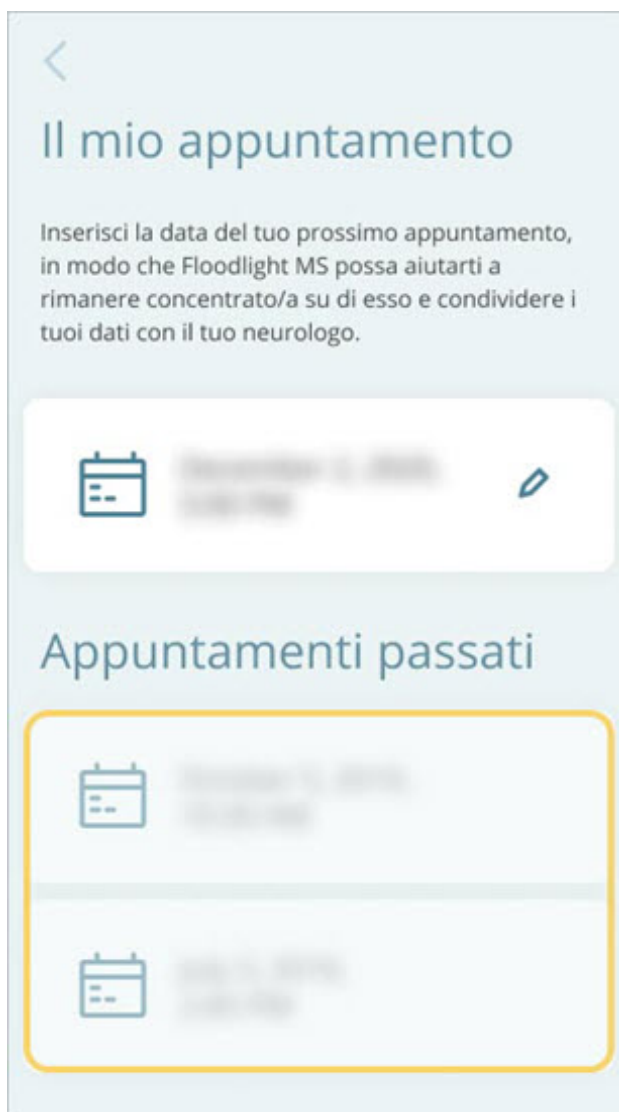 Il mio appuntamento
Inserisci la data del tuo prossimo appuntamento,
in modo che Floodlight MS possa aiutarti a
rimanere concentrato/a su di esso e condividere i
tuoi dati con il tuo neurologo.
Appuntamenti passati